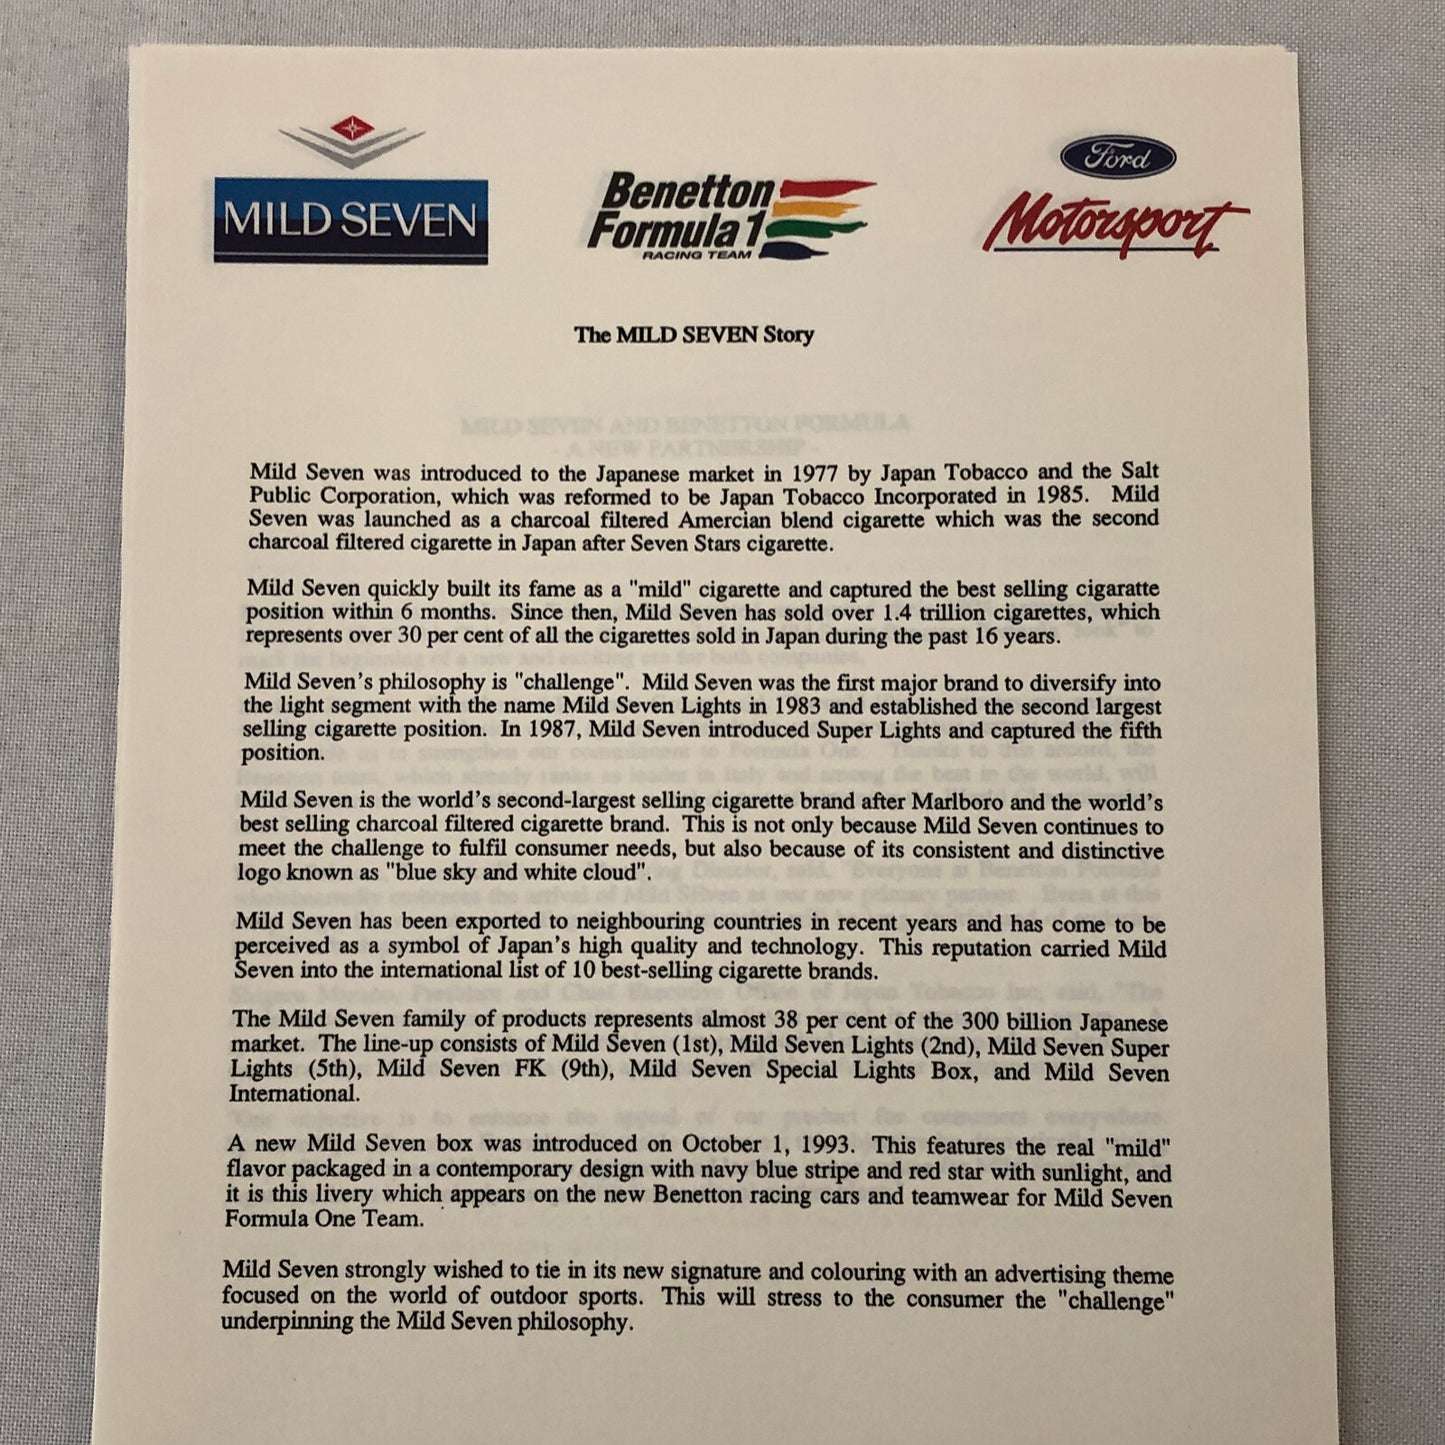 MILD SEVEN
Benetton
Formula 1
RACING TEAM
Ford
Motorsport
The MILD SEVEN Story
MILD SEVEN AND BENETTON FORMULA
- A NEW PARTNERSHIP -
Mild Seven was introduced to the Japanese market in 1977 by Japan Tobacco and the Salt
Public Corporation, which was reformed to be Japan Tobacco Incorporated in 1985. Mild
Seven was launched as a charcoal filtered Amercian blend cigarette which was the second
charcoal filtered cigarette in Japan after Seven Stars cigarette.
Mild Seven quickly built its fame as a "mild" cigarette and captured the best selling cigaratte
position within 6 months. Since then, Mild Seven has sold over 1.4 trillion cigarettes, which
represents over 30 per cent of all the cigarettes sold in Japan during the past 16 years.
Mild Seven's philosophy is "challenge". Mild Seven was the first major brand to diversify into
the light segment with the name Mild Seven Lights in 1983 and established the second largest
selling cigarette position. In 1987, Mild Seven introduced Super Lights and captured the fifth
position.
Mild Seven is the world's second-largest selling cigarette brand after Marlboro and the world's
best selling charcoal filtered cigarette brand. This is not only because Mild Seven continues to
meet the challenge to fulfil consumer needs, but also because of its consistent and distinctive
logo known as "blue sky and white cloud".
Mild Seven has been exported to neighbouring countries in recent years and has come to be
perceived as a symbol of Japan's high quality and technology. This reputation carried Mild
Seven into the international list of 10 best-selling cigarette brands.
The Mild Seven family of products represents almost 38 per cent of the 300 billion Japanese
market. The line-up consists of Mild Seven (1st), Mild Seven Lights (2nd), Mild Seven Super
Lights (5th), Mild Seven FK (9th), Mild Seven Special Lights Box, and Mild Seven
International.
A new Mild Seven box was introduced on October 1, 1993. This features the real "mild"
flavor packaged in a contemporary design with navy blue stripe and red star with sunlight, and
it is this livery which appears on the new Benetton racing cars and teamwear for Mild Seven
Formula One Team.
Mild Seven strongly wished to tie in its new signature and colouring with an advertising theme
focused on the world of outdoor sports. This will stress to the consumer the "challenge"
underpinning the Mild Seven philosophy.